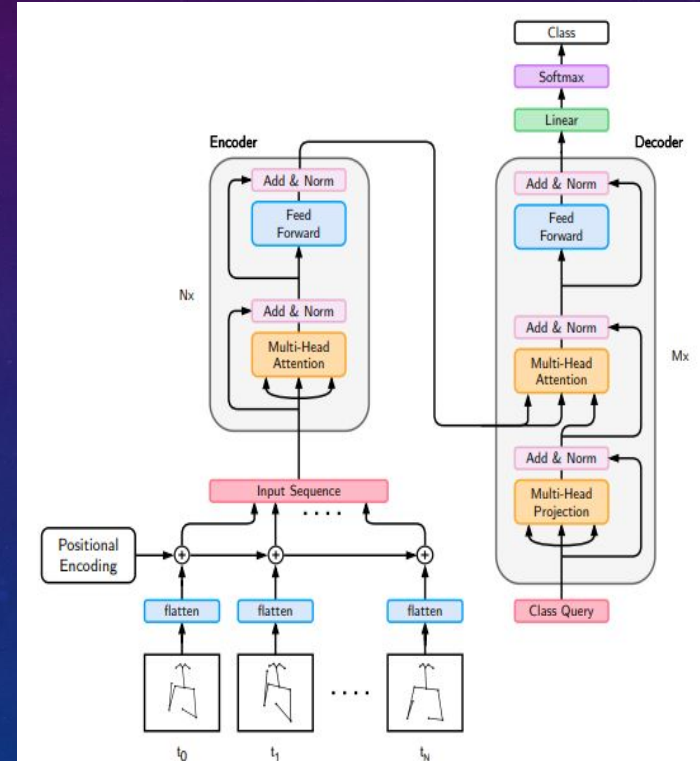 Class
Softmax
Linear
Encoder
Decoder
Add & Norm
Feed
Forward
Nx
Add & Norm
Multi-Head
Attention
Add & Norm
Feed
Forward
Add & Norm
Multi-Head
Attention
Mx
Add & Norm
Multi-Head
Projection
Input Sequence
Class Query
Positional
Encoding
flatten
flatten
flatten
t0
t1
tN